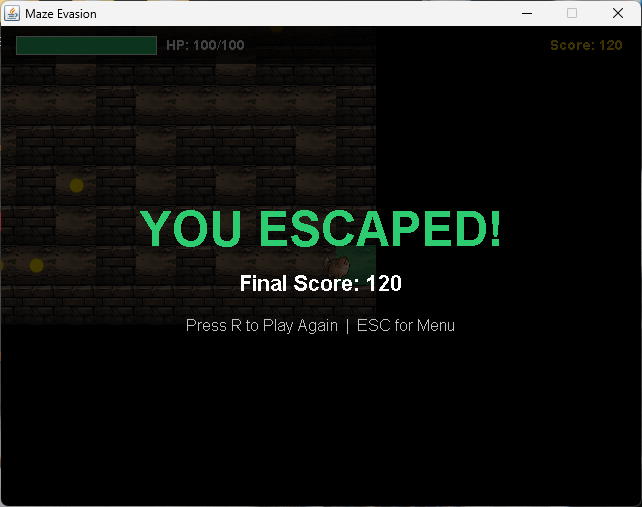 Maze Evasion
HP: 100/100
Score: 120
YOU ESCAPED!
Final Score: 120
Press R to Play Again | ESC for Menu